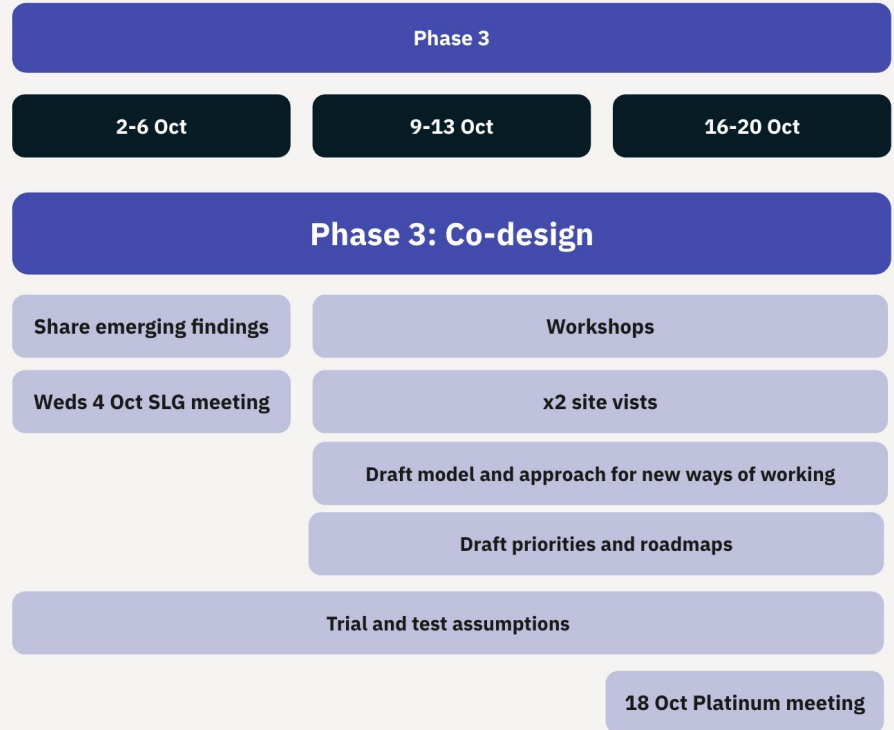 Phase 3
2-6 Oct
9-13 Oct
16-20 Oct
Phase 3: Co-design
Share emerging findings
Workshops
Weds 4 Oct SLG meeting
x2 site vists
Draft model and approach for new ways of working
Draft priorities and roadmaps
Trial and test assumptions
18 Oct Platinum meeting